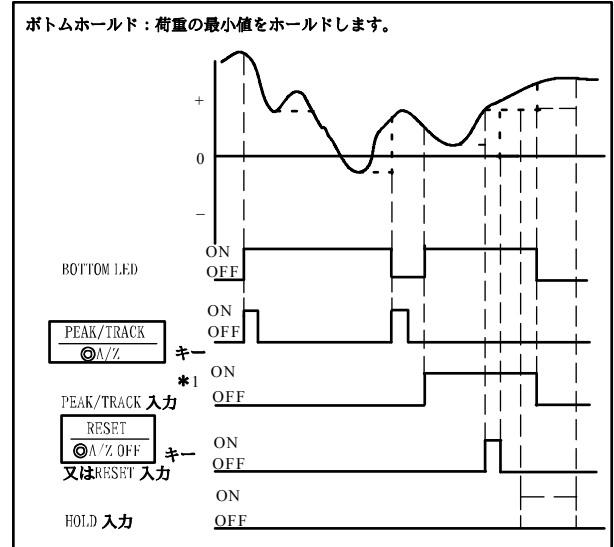 ボトムホールド：荷重の最小値をホールドします。
+
0
−
BOTTOM LED
ON
OFF
PEAK/TRACK
◎A/Z
キー
ON
OFF
*1
PEAK/TRACK 入力
ON
OFF
RESET
◎A/Z OFF
キー
又はRESET 入力
ON
OFF
HOLD 入力
ON
OFF